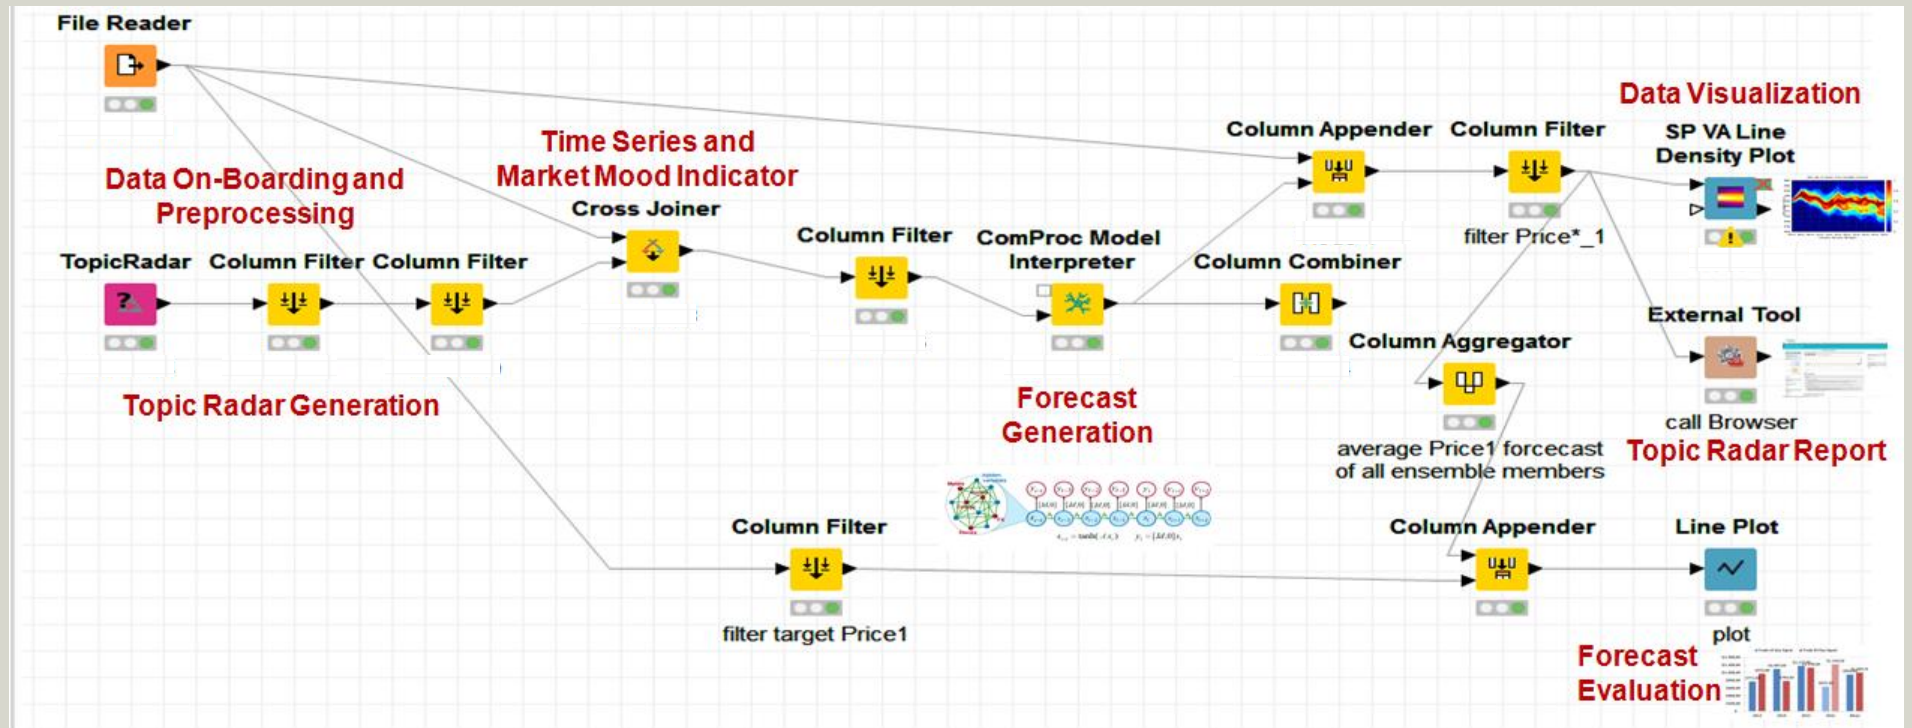 File Reader
Data Visualization
Column Appender
Column Filter
SP VA Line
Density Plot
Time Series and
Market Mood Indicator
Data On-Boarding and
Preprocessing
Cross Joiner
Column Filter
ComProc Model
Interpreter
filter Price*_1
TopicRadar
Column Filter
Column Filter
Column Combiner
External Tool
Column Aggregator
call Browser
Topic Radar Generation
Forecast
Generation
average Price1 forcecast
of all ensemble members
Topic Radar Report
Column Filter
Column Appender
Line Plot
filter target Price1
plot
Forecast
Evaluation